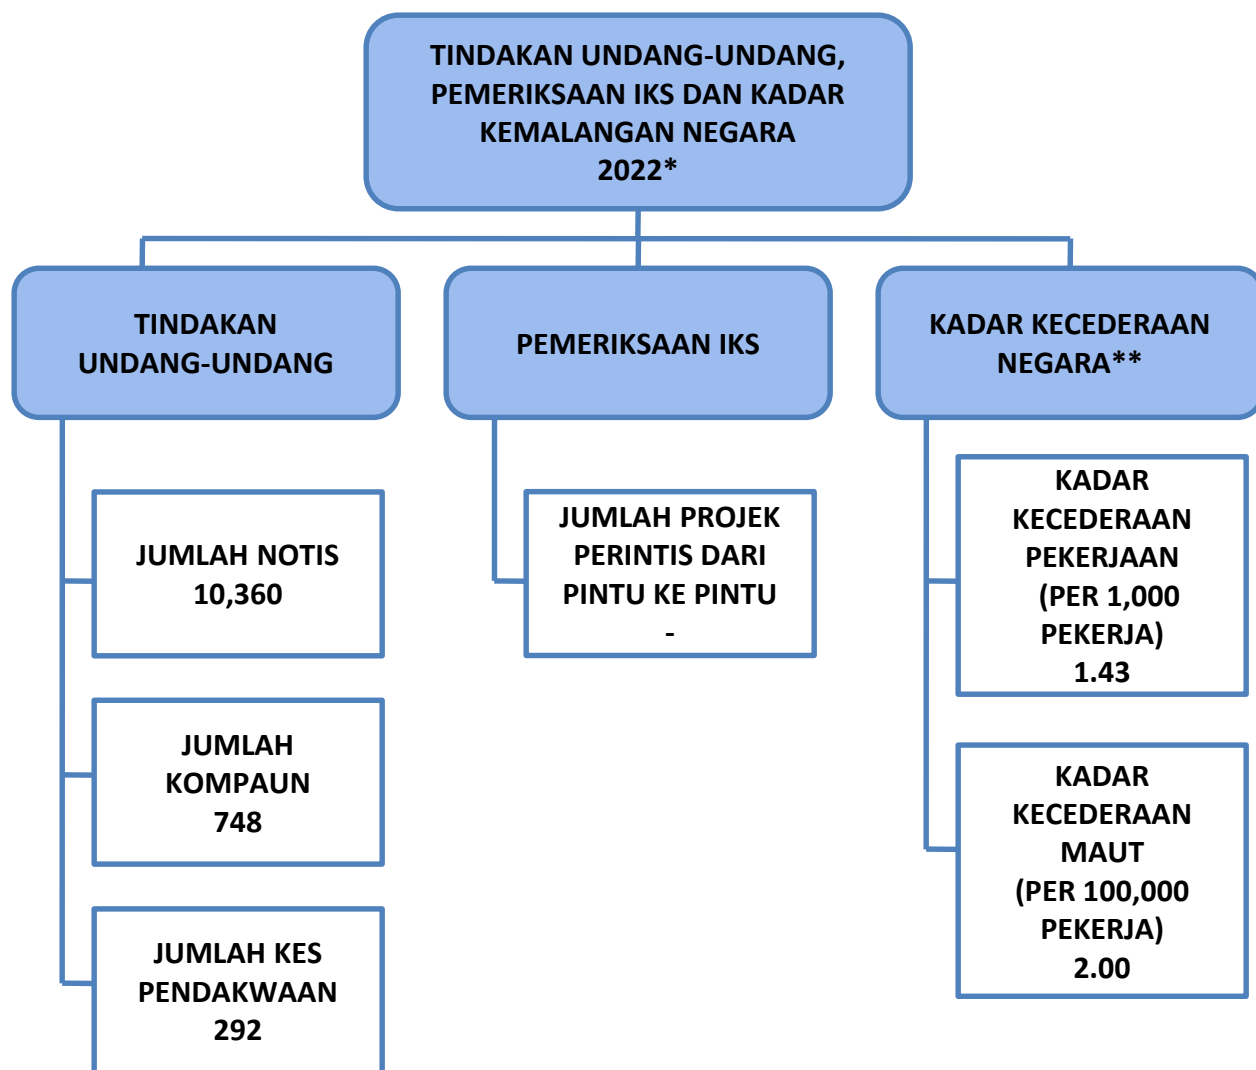 TINDAKAN UNDANG-UNDANG,
PEMERIKSAAN IKS DAN KADAR
KEMALANGAN NEGARA
2022*
TINDAKAN
UNDANG-UNDANG
JUMLAH NOTIS
10,360
JUMLAH
KOMPAUN
748
JUMLAH KES
PENDAKWAAN
292
PEMERIKSAAN IKS
JUMLAH PROJEK
PERINTIS DARI
PINTU KE PINTU
-
KADAR KECEDERAAN
NEGARA**
KADAR
KECEDERAAN
PEKERJAAN
(PER 1,000
PEKERJA)
1.43
KADAR
KECEDERAAN
MAUT
(PER 100,000
PEKERJA)
2.00